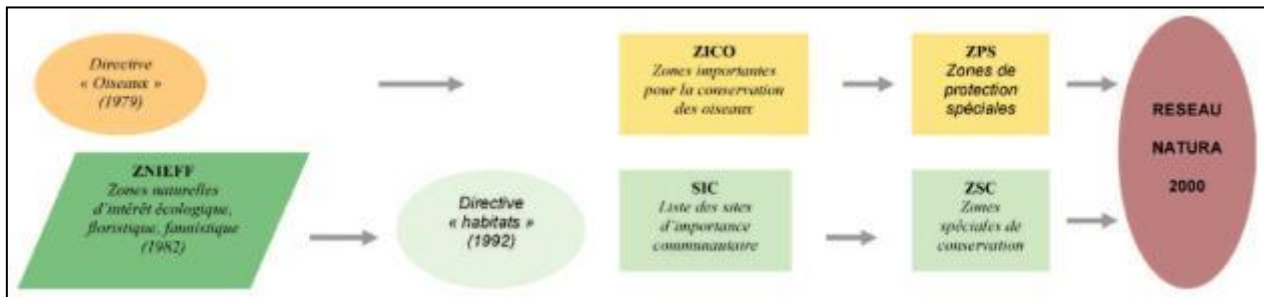 Directive
« Oiseaux »
(1979)
ZICO
Zones importantes
pour la conservation
des oiseaux
ZPS
Zones de
protection
spéciales
ZNIEFF
Zones naturelles
d'intérêt écologique,
floristique, faunistique
(1982)
Directive
« habitats »
(1992)
SIC
Liste des sites
d'importance
communautaire
ZSC
Zones
spéciales de
conservation
RESEAU
NATURA
2000